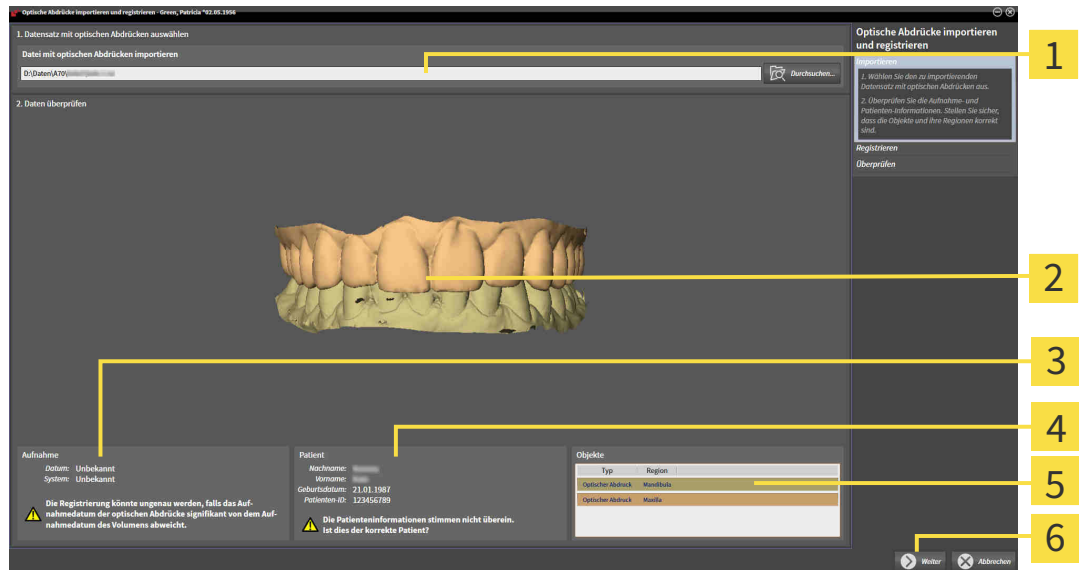 Optische Abdrücke importieren und registrieren - Green, Patricia *02.05.1956
1. Datensatz mit optischen Abdrücken auswählen
Datei mit optischen Abdrücken importieren
D:\Daten\A70\
Durchsuchen...
2. Daten überprüfen
Aufnahme
Datum: Unbekannt
System: Unbekannt
Die Registrierung könnte ungenau werden, falls das Auf-
nahmedatum der optischen Abdrücke signifikant von dem Auf-
nahmedatum des Volumens abweicht.
Patient
Nachname:
Vorname:
Geburtsdatum: 21.01.1987
Patienten-ID: 123456789
Die Patienteninformationen stimmen nicht überein.
Ist dies der korrekte Patient?
Objekte
Typ Region
Optischer Abdruck Mandibula
Optischer Abdruck Maxilla
Optische Abdrücke importieren
und registrieren
Importieren
1. Wählen Sie den zu importierenden
Datensatz mit optischen Abdrücken aus.
2. Überprüfen Sie die Aufnahme- und
Patienten-Informationen. Stellen Sie sicher,
dass die Objekte und ihre Regionen korrekt
sind.
Registrieren
Überprüfen
Weiter
Abbrechen
1
2
3
4
5
6